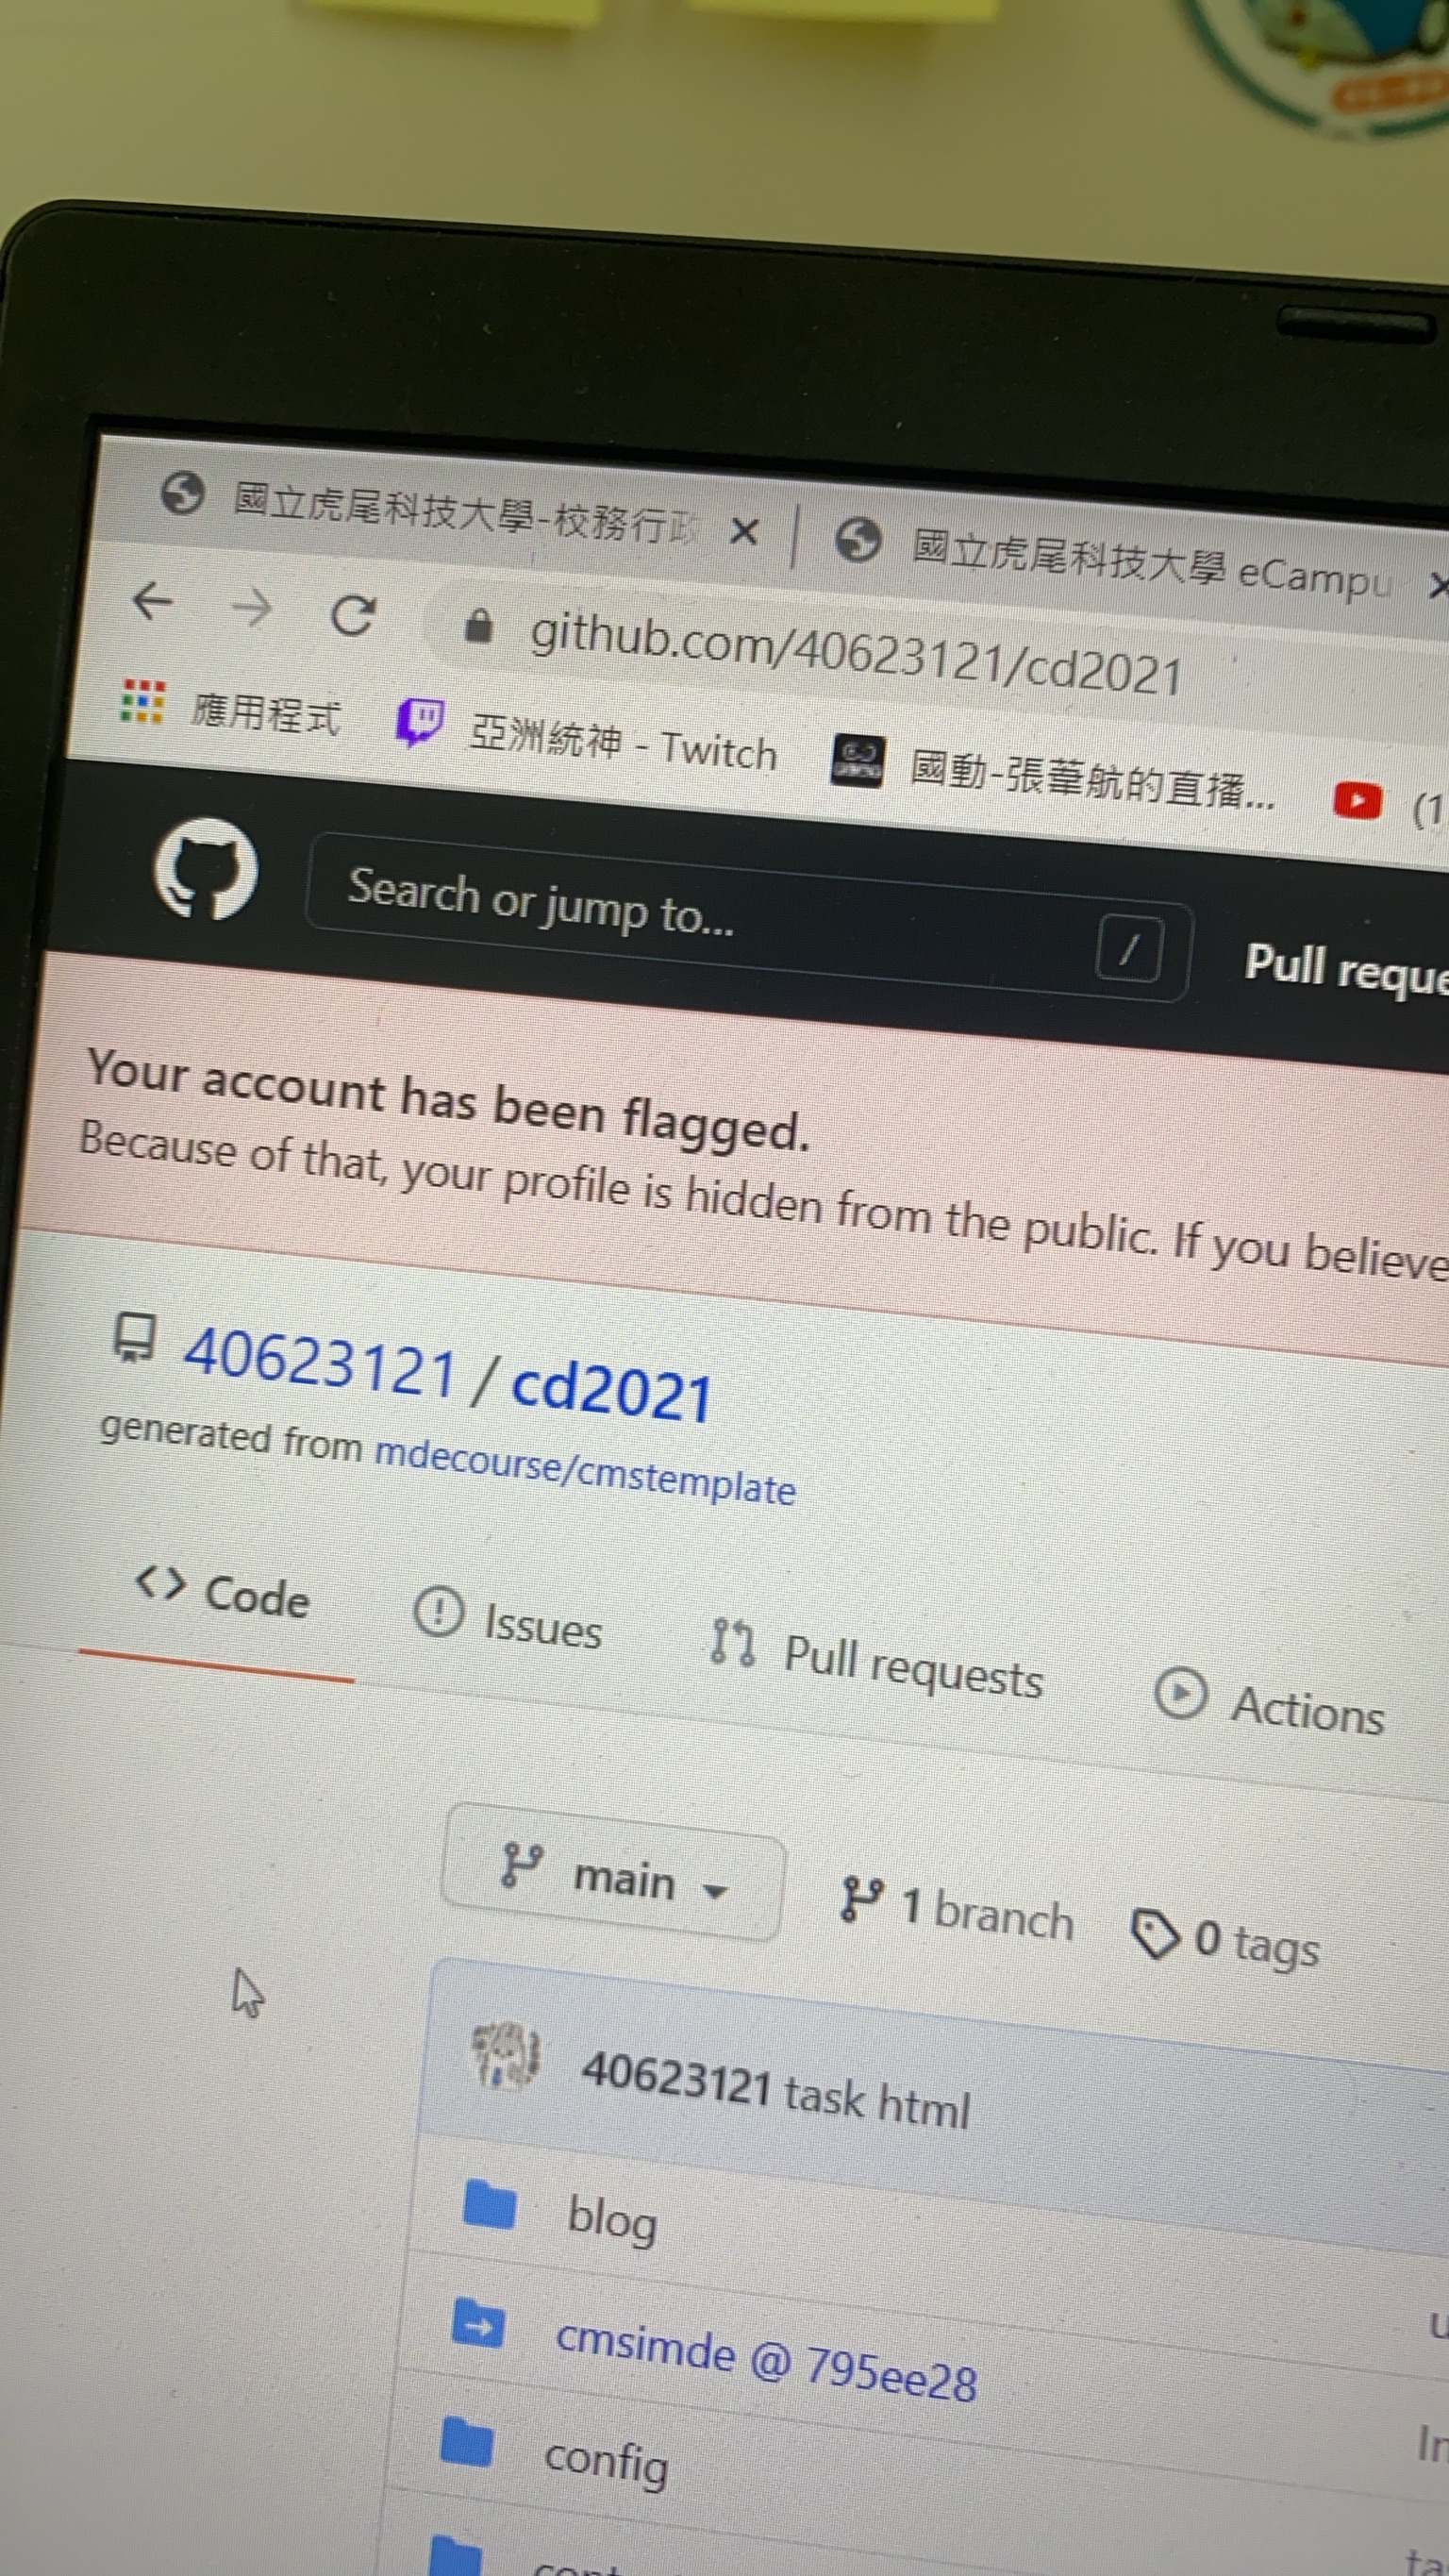 國立虎尾科技大學-校務行政
國立虎尾科技大學 eCampu
github.com/40623121/cd2021
應用程式
亞洲統神 - Twitch
國動-張葦航的直播...
(1
Search or jump to...
/
Pull reque
Your account has been flagged.
Because of that, your profile is hidden from the public. If you believe
40623121 / cd2021
generated from mdecourse/cmstemplate
<> Code
Issues
Pull requests
Actions
main
1 branch
0 tags
40623121 task html
blog
cmsimde @ 795ee28
config